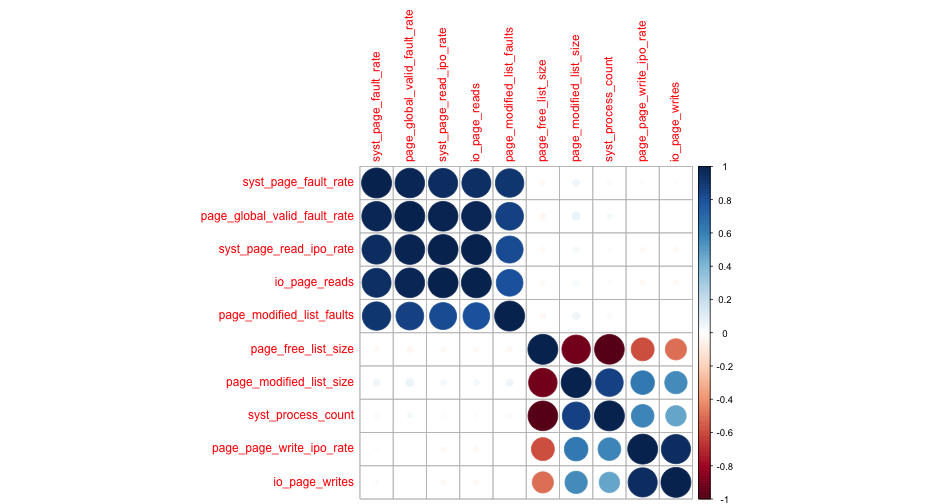 syst_page_fault_rate
page_global_valid_fault_rate
syst_page_read_ipo_rate
io_page_reads
page_modified_list_faults
page_free_list_size
page_modified_list_size
syst_process_count
page_page_write_ipo_rate
io_page_writes
syst_page_fault_rate
page_global_valid_fault_rate
syst_page_read_ipo_rate
io_page_reads
page_modified_list_faults
page_free_list_size
page_modified_list_size
syst_process_count
page_page_write_ipo_rate
io_page_writes
1
0.8
0.6
0.4
0.2
0
-0.2
-0.4
-0.6
-0.8
-1